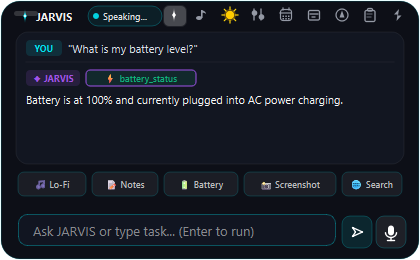 JARVIS
Speaking...
YOU "What is my battery level?"
JARVIS battery_status
Battery is at 100% and currently plugged into AC power charging.
Lo-Fi Notes Battery Screenshot Search
Ask JARVIS or type task... (Enter to run)